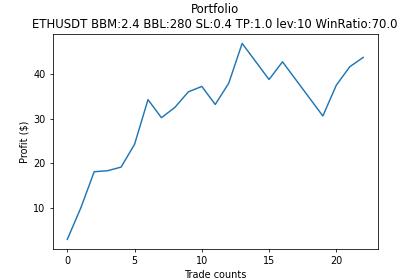 Portfolio
ETHUSDT BBM:2.4 BBL:280 SL:0.4 TP:1.0 lev:10 WinRatio:70.0
40
30
20
10
Profit ($)
0
5
10
15
20
Trade counts